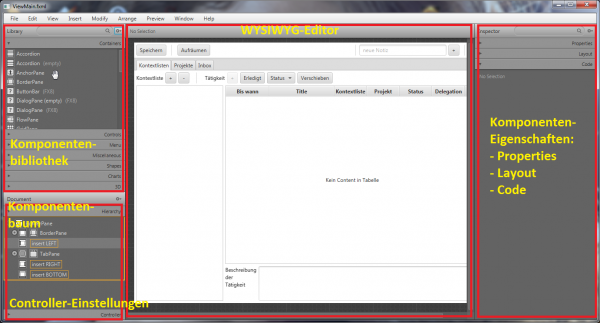 ViewMain.fxml
File Edit View Insert Modify Arrange Preview Window Help
Library
Containers
Accordion
Accordion (empty)
AnchorPane
BorderPane
ButtonBar (FX8)
DialogPane (empty) (FX8)
DialogPane (FX8)
FlowPane
GridPane
Controls
Menu
Miscellaneous
Shapes
Charts
3D
Komponenten-
bibliothek
Document
Hierarchy
Komponenten-
baum
BorderPane
insert LEFT
TabPane
insert RIGHT
insert BOTTOM
Controller-Einstellungen
Controller
No Selection
WYSIWYG-Editor
Speichern Aufräumen neue Notiz +
Kontextlisten Projekte Inbox
Kontextliste + - Tätigkeit - Erledigt Status Verschieben
Bis wann Title Kontextliste Projekt Status Delegation
Kein Content in Tabelle
Beschreibung
der
Tätigkeit
Inspector
Properties
Layout
Code
No Selection
Komponenten-
Eigenschaften:
- Properties
- Layout
- Code